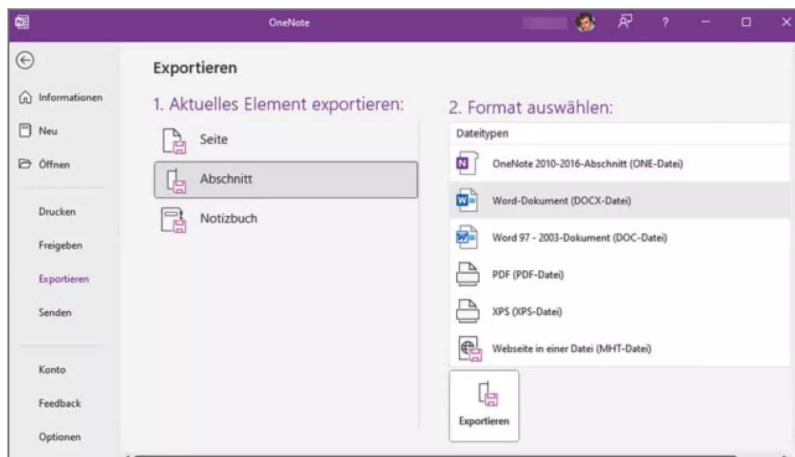 OneNote
?
Informationen
Neu
Öffnen
Drucken
Freigeben
Exportieren
Senden
Konto
Feedback
Optionen
Exportieren
1. Aktuelles Element exportieren:
Seite
Abschnitt
Notizbuch
2. Format auswählen:
Dateitypen
OneNote 2010-2016-Abschnitt (ONE-Datei)
Word-Dokument (DOCX-Datei)
Word 97 - 2003-Dokument (DOC-Datei)
PDF (PDF-Datei)
XPS (XPS-Datei)
Webseite in einer Datei (MHT-Datei)
Exportieren